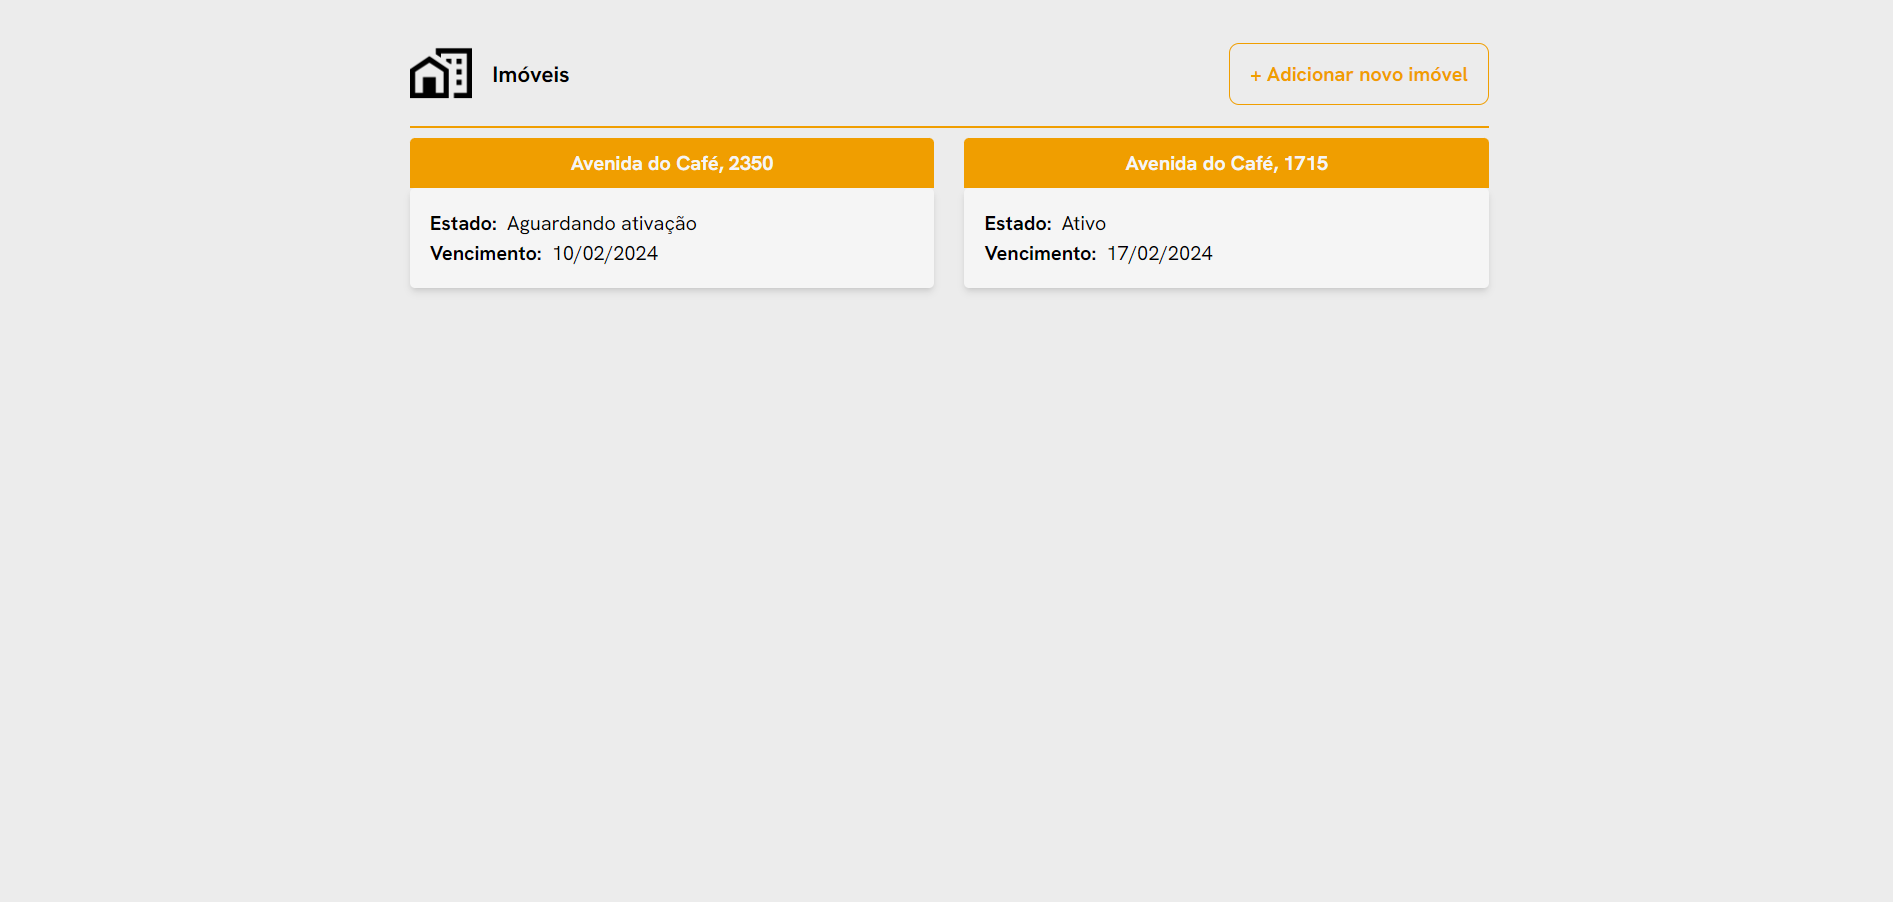 Imóveis
+ Adicionar novo imóvel
Avenida do Café, 2350
Estado: Aguardando ativação
Vencimento: 10/02/2024
Avenida do Café, 1715
Estado: Ativo
Vencimento: 17/02/2024